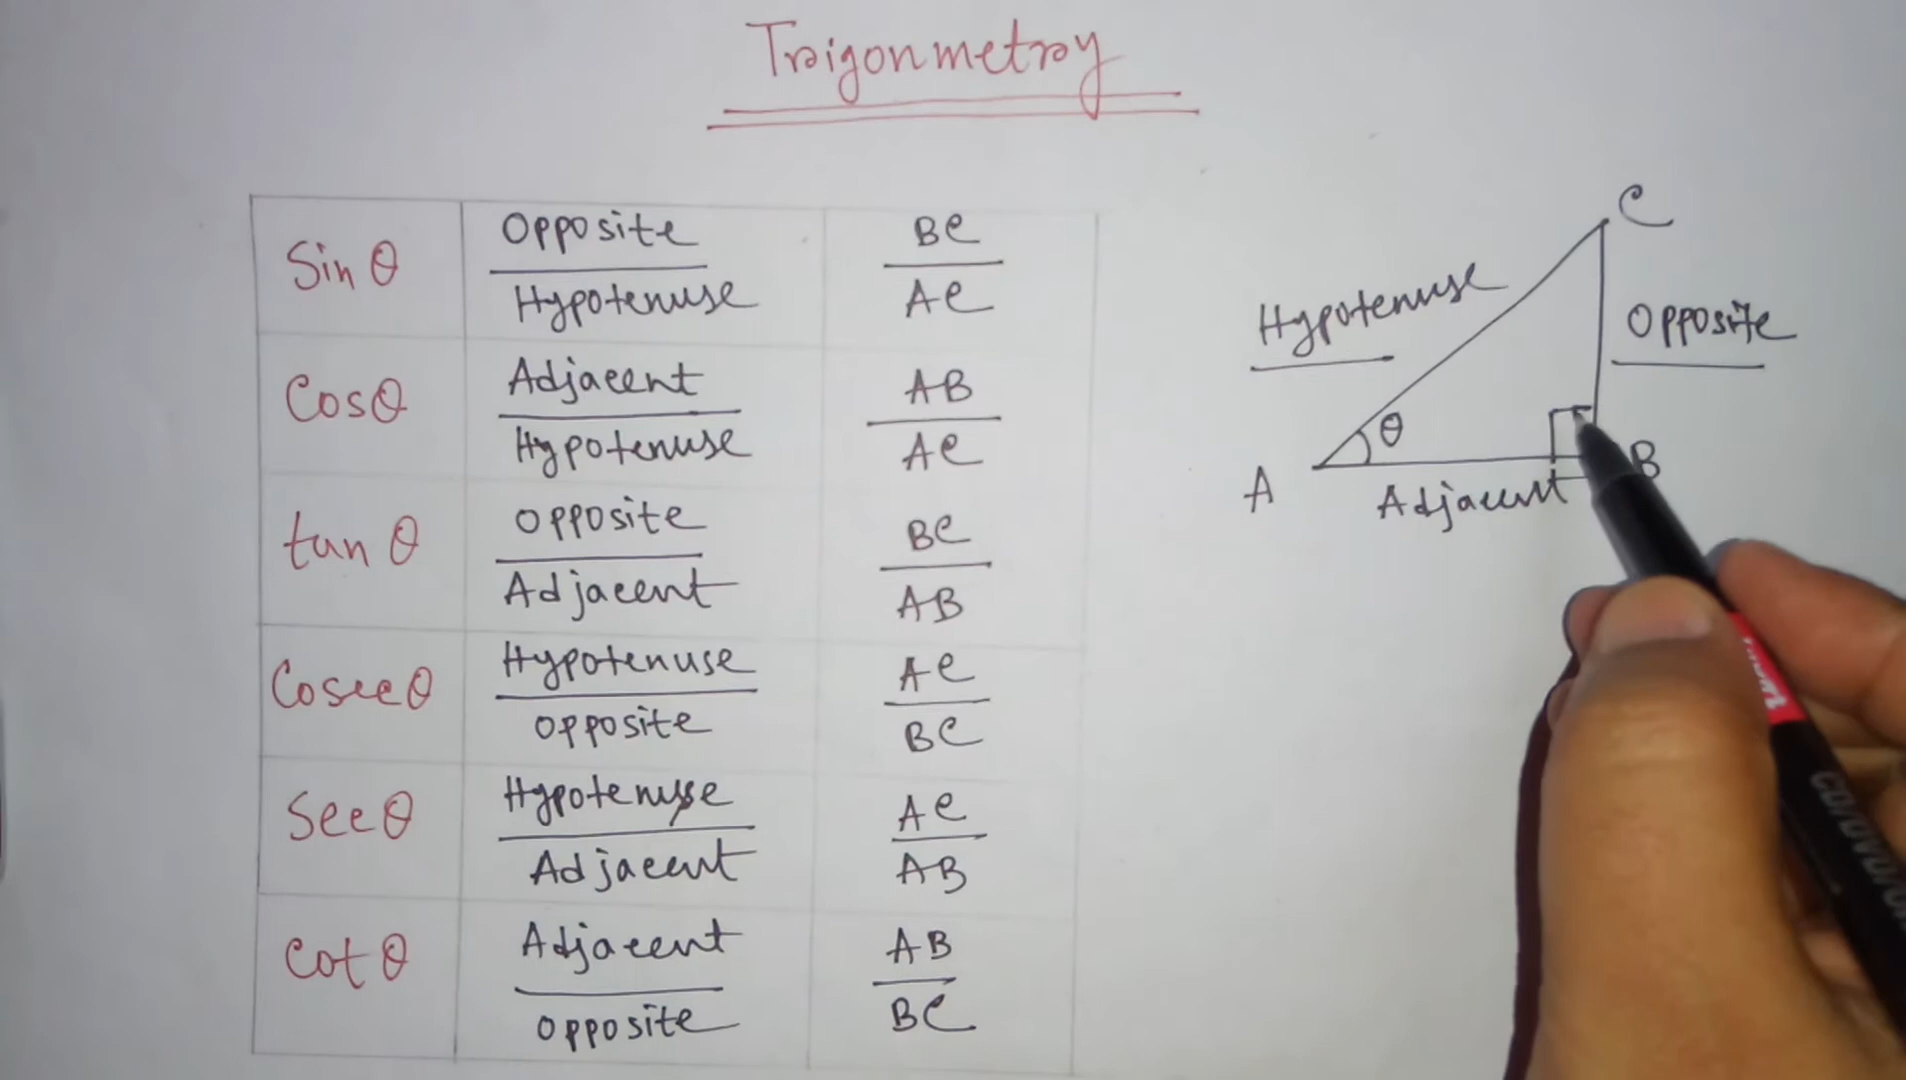 Trigonmetry
Sin θ
Opposite
Hypotenuse
BC
AC
Cos θ
Adjacent
Hypotenuse
AB
AC
tan θ
Opposite
Adjacent
BC
AB
Cosec θ
Hypotenuse
Opposite
AC
BC
Sec θ
Hypotenuse
Adjacent
AC
AB
Cot θ
Adjacent
Opposite
AB
BC
C
Hypotenuse
Opposite
θ
A
B
Adjacent